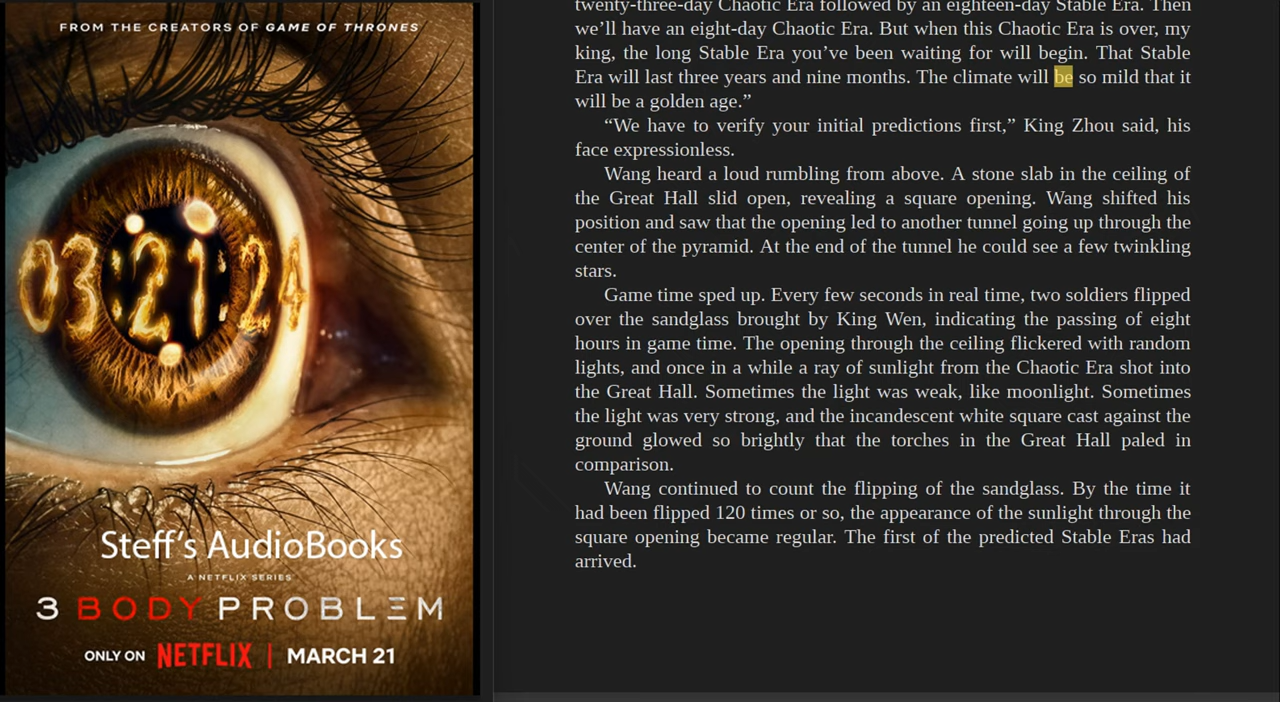 FROM THE CREATORS OF GAME OF THRONES
03:21:24
Steff's AudioBooks
A NETFLIX SERIES
3 BODY PROBLEM
ONLY ON NETFLIX | MARCH 21
twenty-three-day Chaotic Era followed by an eighteen-day Stable Era. Then
we’ll have an eight-day Chaotic Era. But when this Chaotic Era is over, my
king, the long Stable Era you’ve been waiting for will begin. That Stable
Era will last three years and nine months. The climate will be so mild that it
will be a golden age.”
“We have to verify your initial predictions first,” King Zhou said, his
face expressionless.
Wang heard a loud rumbling from above. A stone slab in the ceiling of
the Great Hall slid open, revealing a square opening. Wang shifted his
position and saw that the opening led to another tunnel going up through the
center of the pyramid. At the end of the tunnel he could see a few twinkling
stars.
Game time sped up. Every few seconds in real time, two soldiers flipped
over the sandglass brought by King Wen, indicating the passing of eight
hours in game time. The opening through the ceiling flickered with random
lights, and once in a while a ray of sunlight from the Chaotic Era shot into
the Great Hall. Sometimes the light was weak, like moonlight. Sometimes
the light was very strong, and the incandescent white square cast against the
ground glowed so brightly that the torches in the Great Hall paled in
comparison.
Wang continued to count the flipping of the sandglass. By the time it
had been flipped 120 times or so, the appearance of the sunlight through the
square opening became regular. The first of the predicted Stable Eras had
arrived.